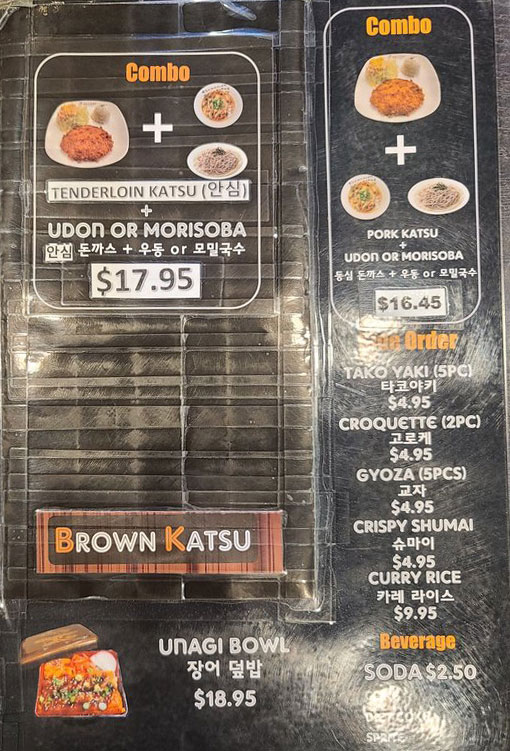 Combo
+
TENDERLOIN KATSU (안심)
+
UDON OR MORISOBA
안심 돈까스 + 우동 or 모밀국수
$17.95
BROWN KATSU
UNAGI BOWL
장어 덮밥
$18.95
Combo
+
PORK KATSU
+
UDON OR MORISOBA
등심 돈까스 + 우동 or 모밀국수
$16.45
Order
TAKO YAKI (5PC)
타코야키
$4.95
CROQUETTE (2PC)
고로케
$4.95
GYOZA (5PCS)
교자
$4.95
CRISPY SHUMAI
슈마이
$4.95
CURRY RICE
카레 라이스
$9.95
Beverage
SODA $2.50
SPRITE